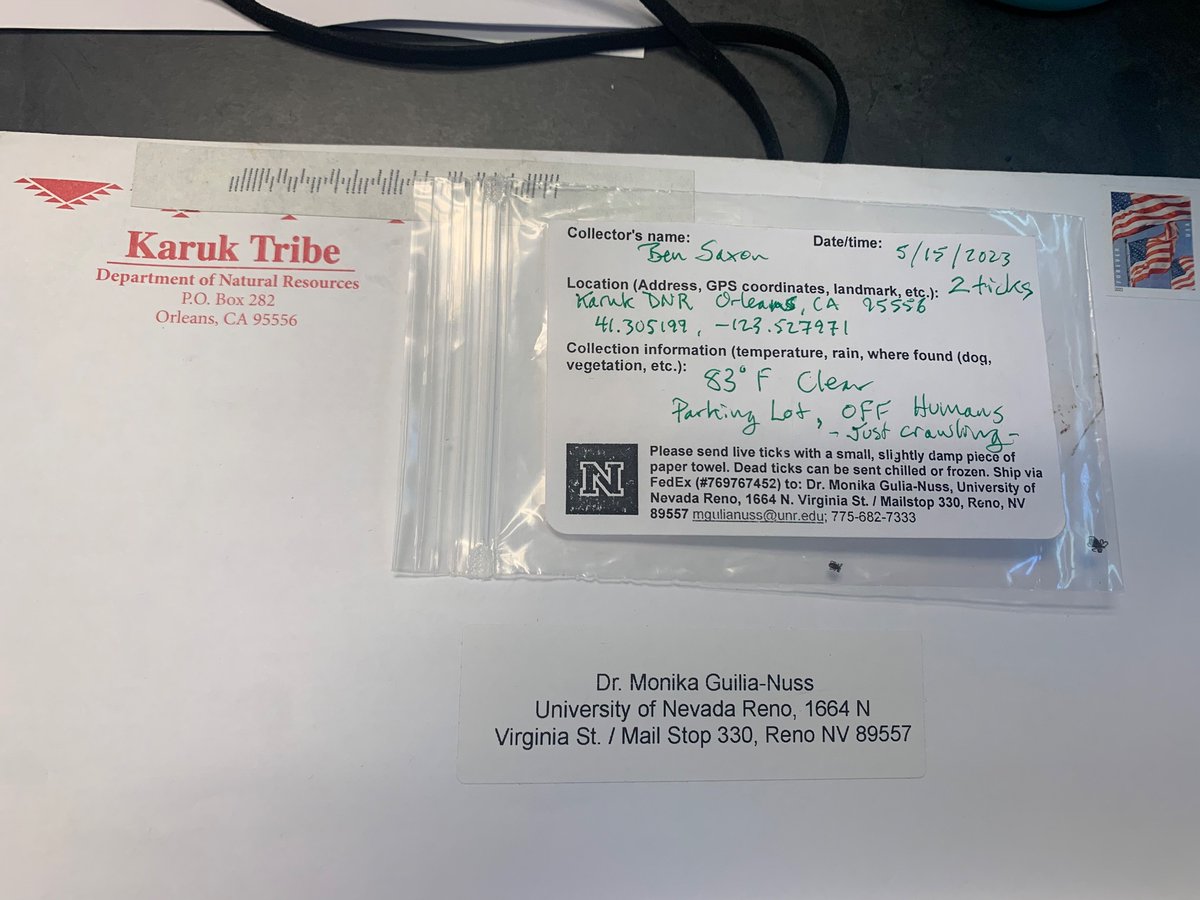 Karuk Tribe
Department of Natural Resources
P.O. Box 282
Orleans, CA 95556
Collector's name: Date/time:
Ben Saxon 5/15/2023
Location (Address, GPS coordinates, landmark, etc.): 2 ticks
Karuk DNR Orleans, CA 95556
41.305199, -123.527971
Collection information (temperature, rain, where found (dog,
vegetation, etc.):
83°F Clear
Parking Lot, OFF Humans
- Just crawling -
N
Please send live ticks with a small, slightly damp piece of
paper towel. Dead ticks can be sent chilled or frozen. Ship via
FedEx (#769767452) to: Dr. Monika Gulia-Nuss, University of
Nevada Reno, 1664 N. Virginia St. / Mailstop 330, Reno, NV
89557 mgulianuss@unr.edu; 775-682-7333
FOREVER USA
Dr. Monika Guilia-Nuss
University of Nevada Reno, 1664 N
Virginia St. / Mail Stop 330, Reno NV 89557